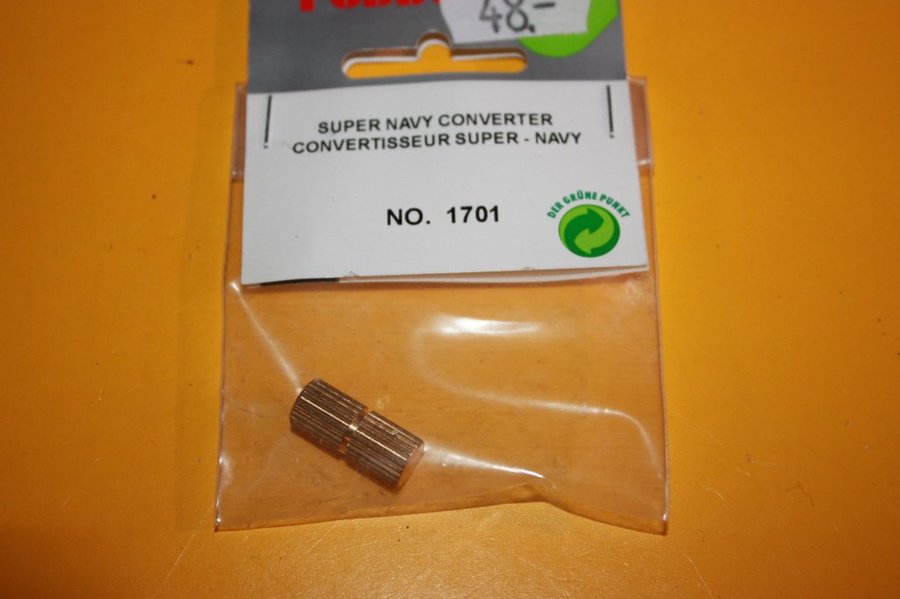 48.-
SUPER NAVY CONVERTER
CONVERTISSEUR SUPER - NAVY
NO. 1701
DER GRÜNE PUNKT